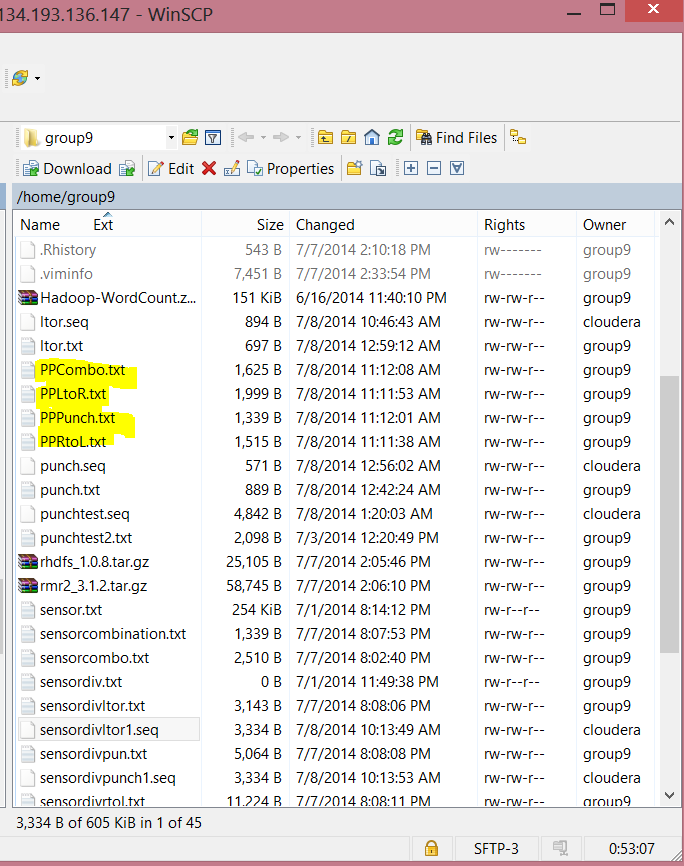 134.193.136.147 - WinSCP
group9
Find Files
Download
Edit
Properties
/home/group9
Name Ext Size Changed Rights Owner
.Rhistory 543 B 7/7/2014 2:10:18 PM rw------- group9
.viminfo 7,451 B 7/7/2014 2:33:54 PM rw------- group9
Hadoop-WordCount.z... 151 KiB 6/16/2014 11:40:10 PM rw-rw-r-- group9
ltor.seq 894 B 7/8/2014 10:46:43 AM rw-rw-r-- cloudera
ltor.txt 697 B 7/8/2014 12:59:12 AM rw-rw-r-- group9
PPCombo.txt 1,625 B 7/8/2014 11:12:08 AM rw-rw-r-- group9
PPLtoR.txt 1,999 B 7/8/2014 11:11:53 AM rw-rw-r-- group9
PPPunch.txt 1,339 B 7/8/2014 11:12:01 AM rw-rw-r-- group9
PPRtoL.txt 1,515 B 7/8/2014 11:11:38 AM rw-rw-r-- group9
punch.seq 571 B 7/8/2014 12:56:02 AM rw-rw-r-- cloudera
punch.txt 889 B 7/8/2014 12:42:24 AM rw-rw-r-- group9
punchtest.seq 4,842 B 7/8/2014 1:20:03 AM rw-rw-r-- cloudera
punchtest2.txt 2,098 B 7/3/2014 12:20:49 PM rw-rw-r-- group9
rhdfs_1.0.8.tar.gz 25,105 B 7/7/2014 2:05:46 PM rw-rw-r-- group9
rmr2_3.1.2.tar.gz 58,745 B 7/7/2014 2:06:10 PM rw-rw-r-- group9
sensor.txt 254 KiB 7/1/2014 8:14:12 PM rw-r--r-- group9
sensorcombination.txt 1,339 B 7/7/2014 8:07:53 PM rw-rw-r-- group9
sensorcombo.txt 2,510 B 7/7/2014 8:02:40 PM rw-rw-r-- group9
sensordiv.txt 0 B 7/1/2014 11:49:38 PM rw-r--r-- group9
sensordivltor.txt 3,143 B 7/7/2014 8:08:06 PM rw-rw-r-- group9
sensordivltor1.seq 3,334 B 7/8/2014 10:13:49 AM rw-rw-r-- cloudera
sensordivpun.txt 5,064 B 7/7/2014 8:08:08 PM rw-rw-r-- group9
sensordivpunch1.seq 3,334 B 7/8/2014 10:13:53 AM rw-rw-r-- cloudera
sensordivrtol.txt 11,224 B 7/7/2014 8:08:11 PM rw-rw-r-- group9
3,334 B of 605 KiB in 1 of 45
SFTP-3 0:53:07